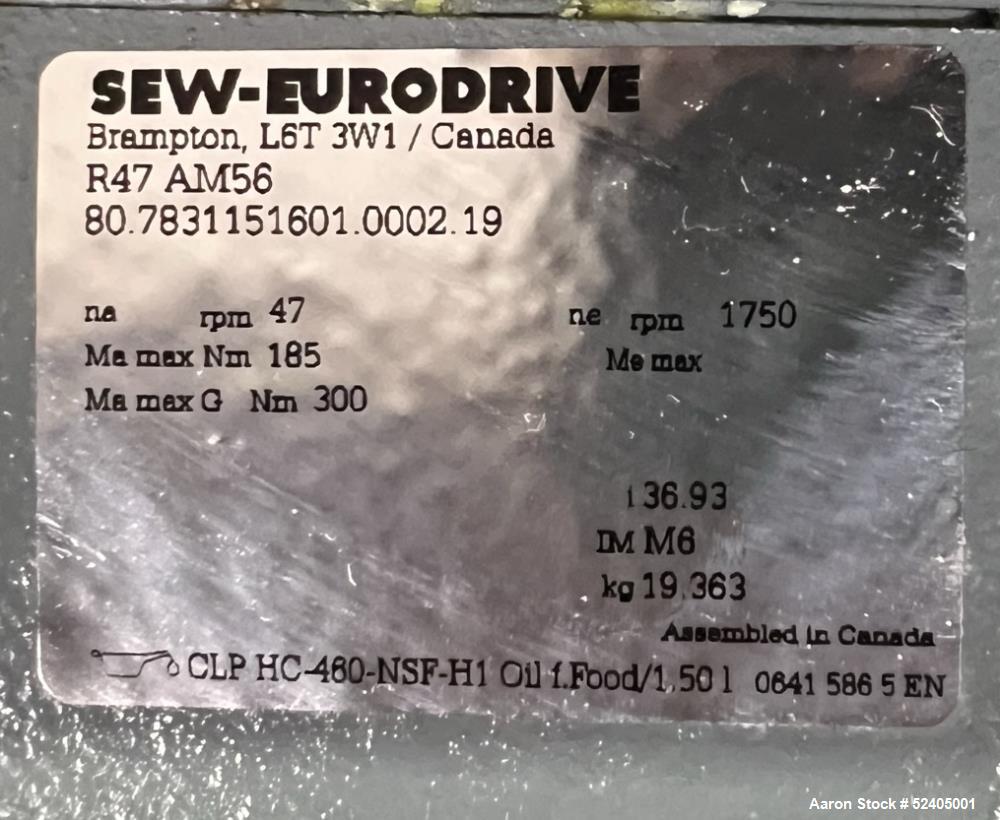 SEW-EURODRIVE
Brampton, L6T 3W1 / Canada
R47 AM56
80.7831151601.0002.19
na rpm 47 ne rpm 1750
Ma max Nm 185 Me max
Ma max G Nm 300
i 36.93
IM M6
kg 19.363
Assembled in Canada
CLP HC-460-NSF-H1 Oil f.Food/1,50 l 0641 586 5 EN
Aaron Stock # 52405001